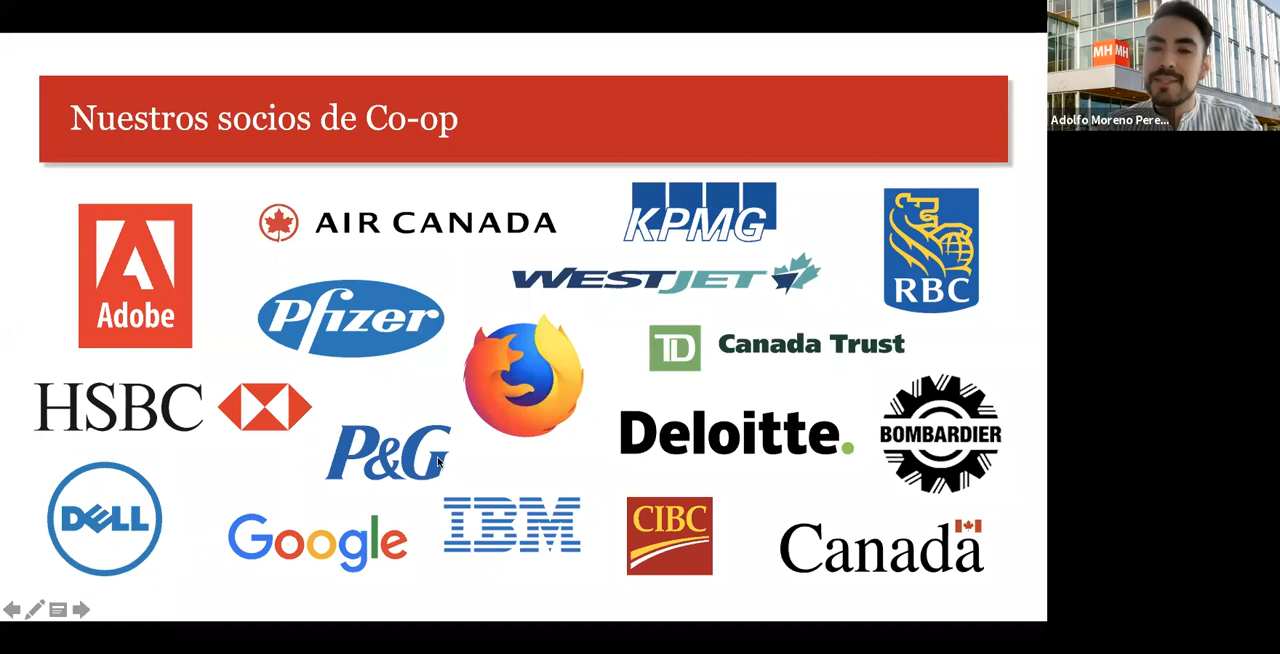 Nuestros socios de Co-op
MH MH
Adolfo Moreno Pere...
Adobe
AIR CANADA
KPMG
RBC
WESTJET
Pfizer
TD Canada Trust
HSBC
P&G
Deloitte.
BOMBARDIER
DELL
Google
IBM
CIBC
Canada